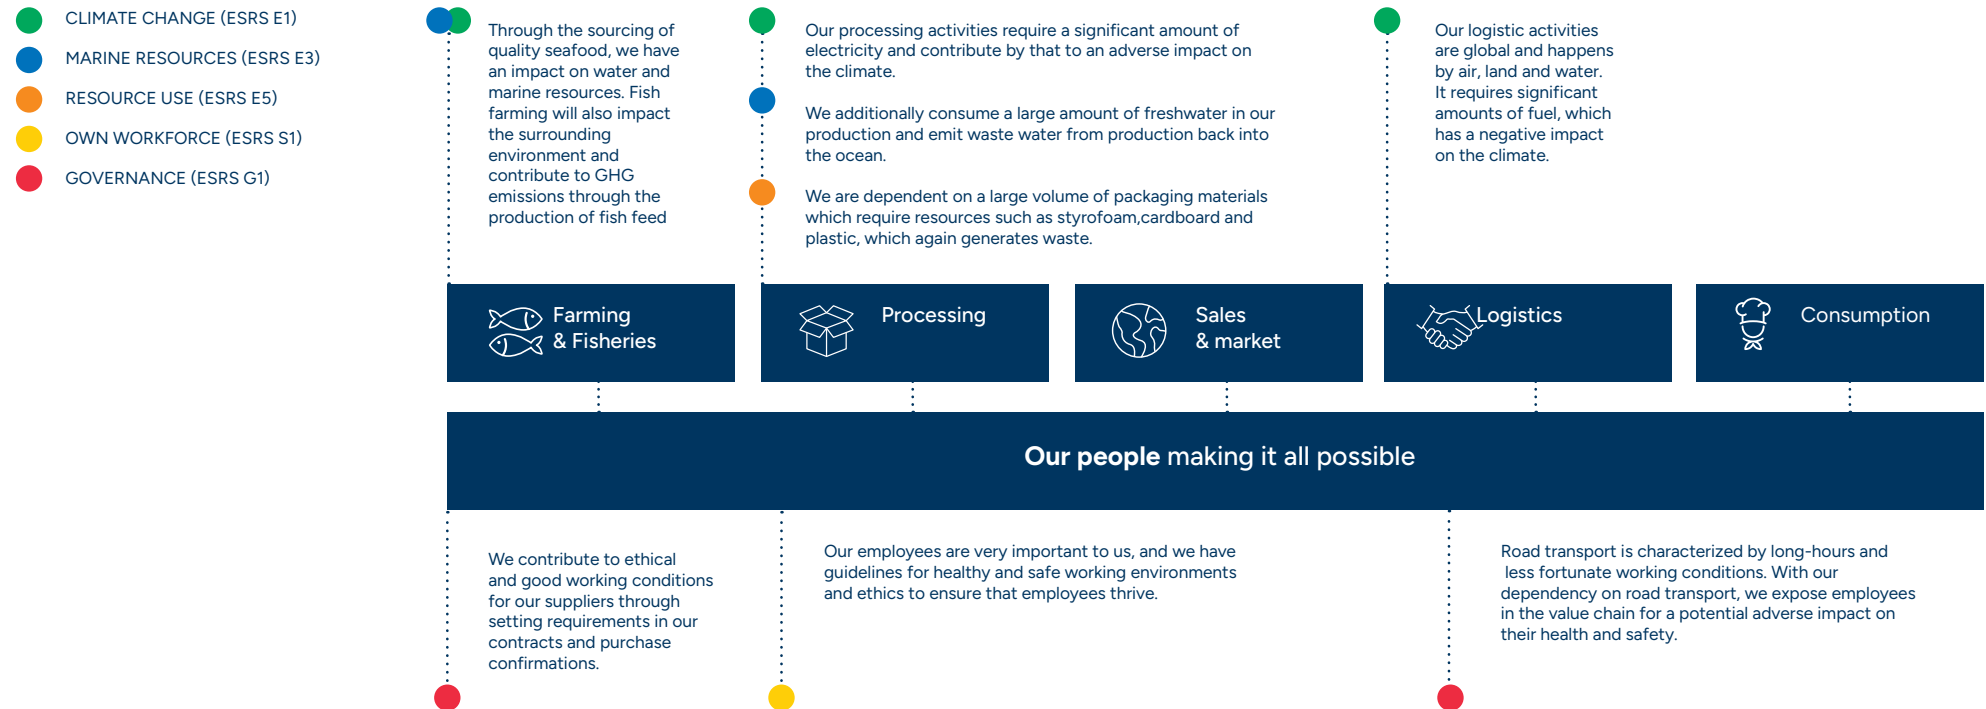 CLIMATE CHANGE (ESRS E1)
MARINE RESOURCES (ESRS E3)
RESOURCE USE (ESRS E5)
OWN WORKFORCE (ESRS S1)
GOVERNANCE (ESRS G1)
Through the sourcing of
quality seafood, we have
an impact on water and
marine resources. Fish
farming will also impact
the surrounding
environment and
contribute to GHG
emissions through the
production of fish feed
Our processing activities require a significant amount of
electricity and contribute by that to an adverse impact on
the climate.
We additionally consume a large amount of freshwater in our
production and emit waste water from production back into
the ocean.
We are dependent on a large volume of packaging materials
which require resources such as styrofoam,cardboard and
plastic, which again generates waste.
Our logistic activities
are global and happens
by air, land and water.
It requires significant
amounts of fuel, which
has a negative impact
on the climate.
Farming
& Fisheries
Processing
Sales
& market
Logistics
Consumption
Our people making it all possible
We contribute to ethical
and good working conditions
for our suppliers through
setting requirements in our
contracts and purchase
confirmations.
Our employees are very important to us, and we have
guidelines for healthy and safe working environments
and ethics to ensure that employees thrive.
Road transport is characterized by long-hours and
less fortunate working conditions. With our
dependency on road transport, we expose employees
in the value chain for a potential adverse impact on
their health and safety.